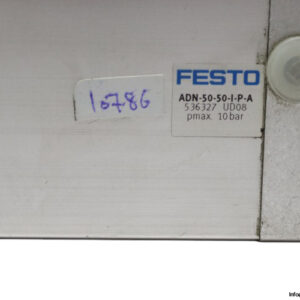 FESTO
ADN-50-50-I-P-A
536327 UD08
pmax. 10 bar
10786